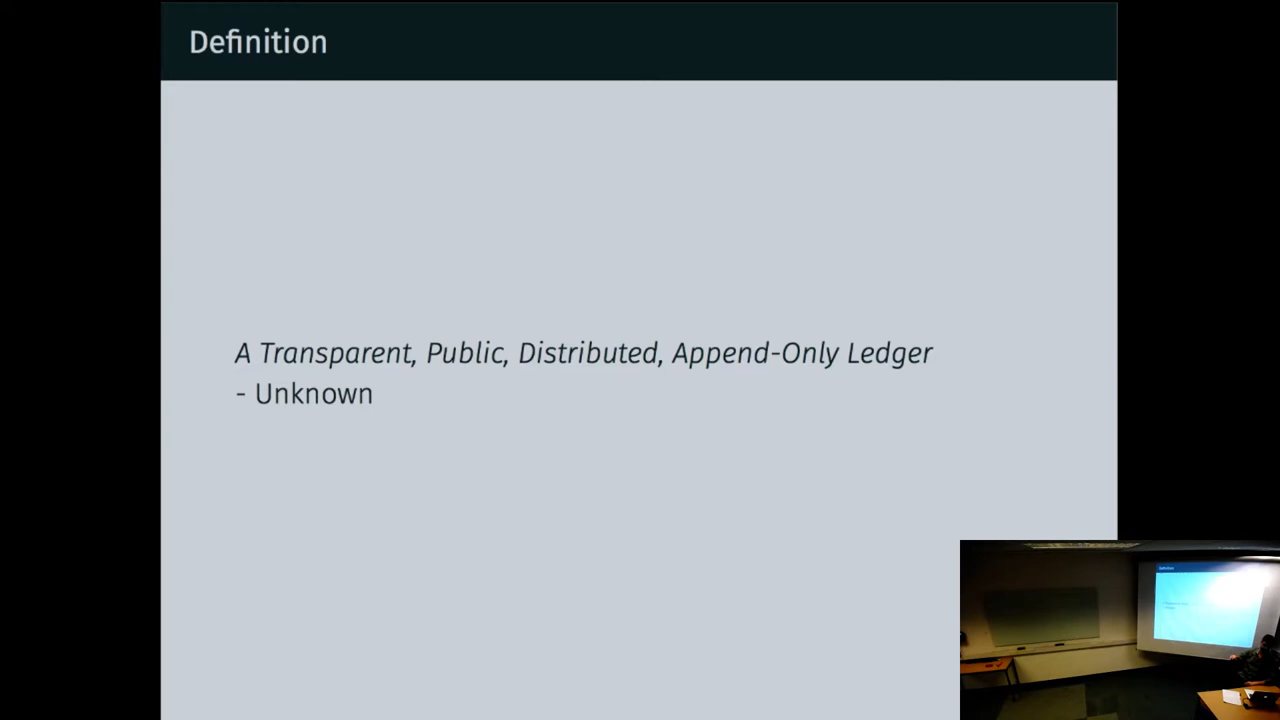 Definition
A Transparent, Public, Distributed, Append-Only Ledger
- Unknown